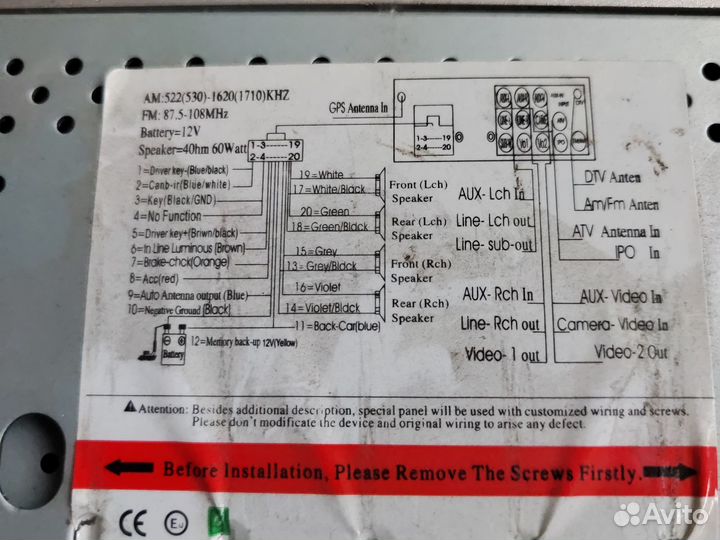 AM:522(530)-1620(1710)KHZ
FM: 87.5-108MHz
Battery=12V
Speaker=40hm 60Watt
GPS Antenna In
1-3------19
2-4------20
1-3------19
2-4------20
1=Driver key-(Blue/black)
2=Canb-ir(Blue/white)
3=Key(Black/GND)
4=No Function
5=Driver key+(Briwn/black)
6=In Line Luminous (Brown)
7=Brake-chck(Orange)
8=Acc(red)
9=Auto Antenna output (Blue)
10=Negative Ground (Black)
Battery
12=Memory back-up 12V(Yellow)
19=White
17=White/Black
20=Green
18=Green/Black
15=Grey
13=Grey/Black
16=Violet
14=Violet/Black
11=Back-Car(blue)
Front (Lch)
Speaker
Rear (Lch)
Speaker
Front (Rch)
Speaker
Rear (Rch)
Speaker
AUX-Lch In
Line-Lch out
Line-sub-out
AUX-Rch In
Line-Rch out
Video-1 out
DTV Anten
Am/Fm Anten
ATV Antenna In
IPO In
AUX-Video In
Camera-Video In
Video-2 Out
Attention: Besides additional description, special panel will be used with customized wiring and screws.
Please don't modificate the device and original wiring to arise any defect.
Before Installation, Please Remove The Screws Firstly.
CE
Avito